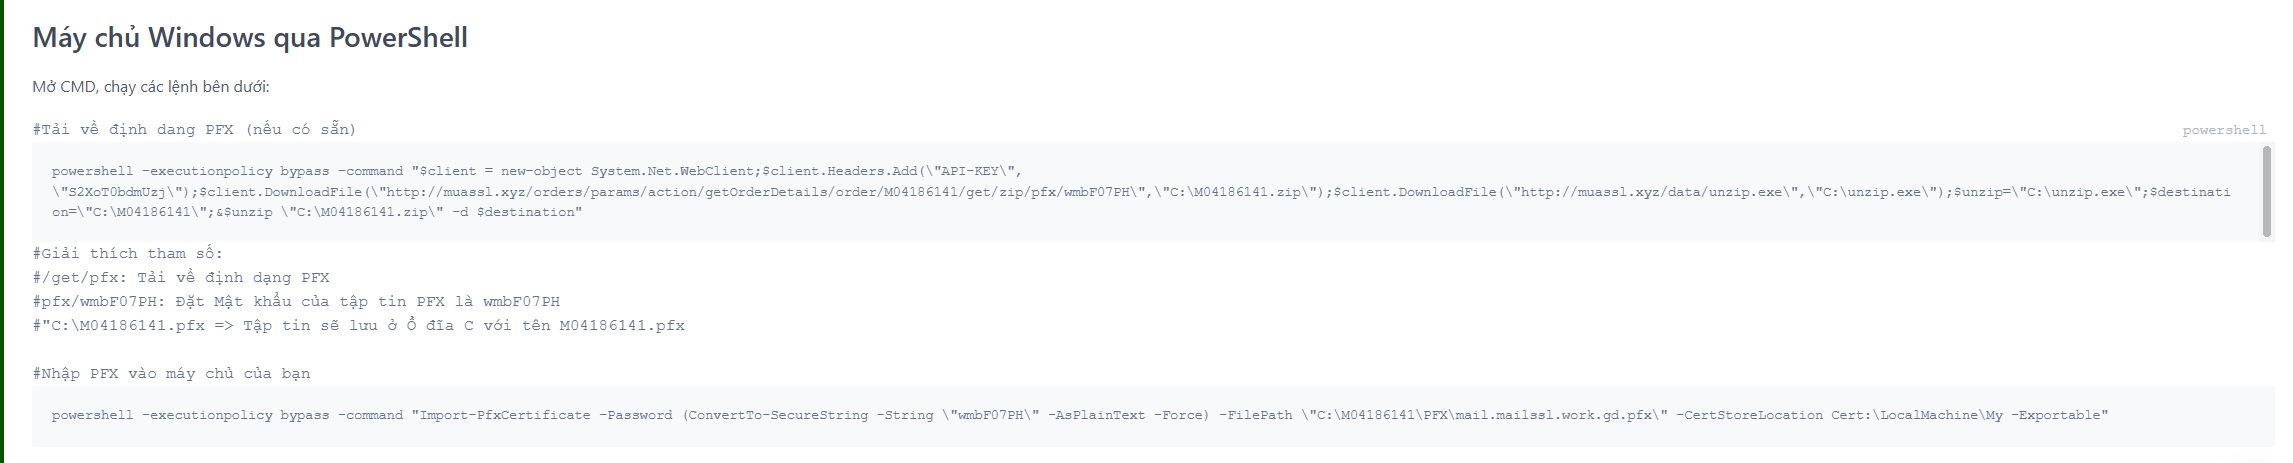 Máy chủ Windows qua PowerShell
Mở CMD, chạy các lệnh bên dưới:
#Tải về định dang PFX (nếu có sẵn)
powershell
powershell -executionpolicy bypass -command "$client = new-object System.Net.WebClient;$client.Headers.Add(\"API-KEY\",
\"S2XoT0bdmUzj\");$client.DownloadFile(\"http://muassl.xyz/orders/params/action/getOrderDetails/order/M04186141/get/zip/pfx/wmbF07PH\",\"C:\M04186141.zip\");$client.DownloadFile(\"http://muassl.xyz/data/unzip.exe\",\"C:\unzip.exe\");$unzip=\"C:\unzip.exe\";$destinati
on=\"C:\M04186141\";&$unzip \"C:\M04186141.zip\" -d $destination"
#Giải thích tham số:
#/get/pfx: Tải về định dạng PFX
#pfx/wmbF07PH: Đặt Mật khẩu của tập tin PFX là wmbF07PH
#"C:\M04186141.pfx => Tập tin sẽ lưu ở Ổ đĩa C với tên M04186141.pfx
#Nhập PFX vào máy chủ của bạn
powershell -executionpolicy bypass -command "Import-PfxCertificate -Password (ConvertTo-SecureString -String \"wmbF07PH\" -AsPlainText -Force) -FilePath \"C:\M04186141\PFX\mail.mailssl.work.gd.pfx\" -CertStoreLocation Cert:\LocalMachine\My -Exportable"